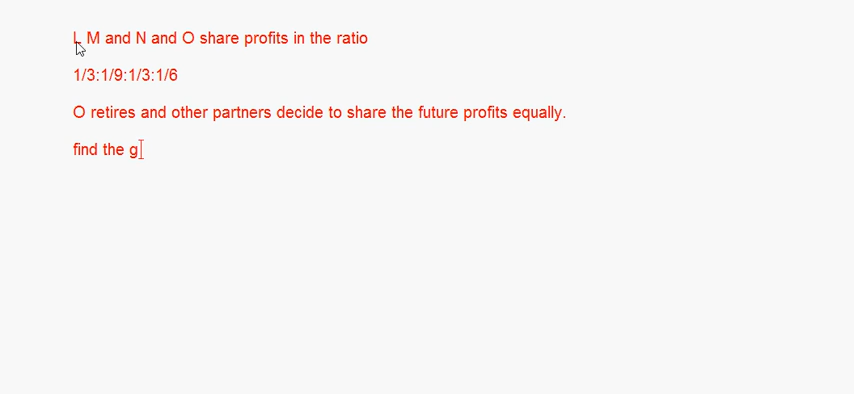 L, M and N and O share profits in the ratio
1/3:1/9:1/3:1/6
O retires and other partners decide to share the future profits equally.
find the g